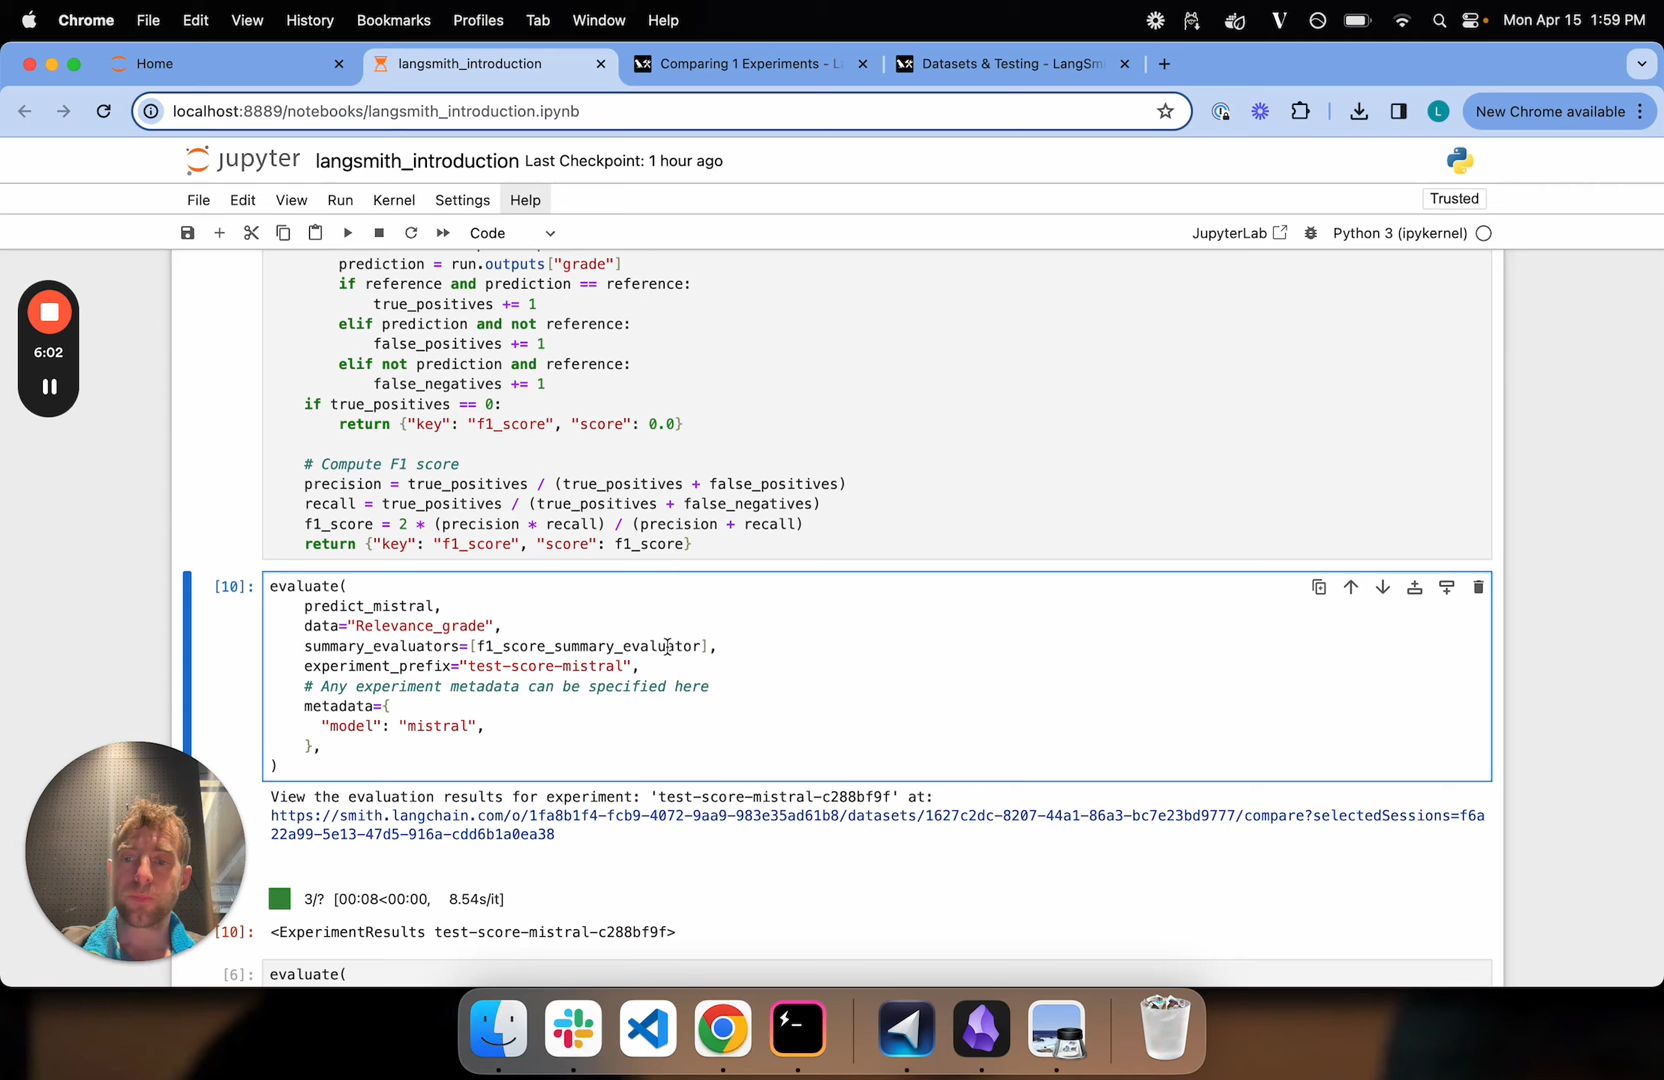 Chrome File Edit View History Bookmarks Profiles Tab Window Help Mon Apr 15 1:59 PM
Home langsmith_introduction Comparing 1 Experiments - L Datasets & Testing - LangSm
localhost:8889/notebooks/langsmith_introduction.ipynb L New Chrome available
jupyter langsmith_introduction Last Checkpoint: 1 hour ago
File Edit View Run Kernel Settings Help Trusted
Code JupyterLab Python 3 (ipykernel)
prediction = run.outputs["grade"]
if reference and prediction == reference:
true_positives += 1
elif prediction and not reference:
false_positives += 1
elif not prediction and reference:
false_negatives += 1
if true_positives == 0:
return {"key": "f1_score", "score": 0.0}
# Compute F1 score
precision = true_positives / (true_positives + false_positives)
recall = true_positives / (true_positives + false_negatives)
f1_score = 2 * (precision * recall) / (precision + recall)
return {"key": "f1_score", "score": f1_score}
6:02
[10]: evaluate(
predict_mistral,
data="Relevance_grade",
summary_evaluators=[f1_score_summary_evaluator],
experiment_prefix="test-score-mistral",
# Any experiment metadata can be specified here
metadata={
"model": "mistral",
},
)
View the evaluation results for experiment: 'test-score-mistral-c288bf9f' at:
https://smith.langchain.com/o/1fa8b1f4-fcb9-4072-9aa9-983e35ad61b8/datasets/1627c2dc-8207-44a1-86a3-bc7e23bd9777/compare?selectedSessions=f6a
22a99-5e13-47d5-916a-cdd6b1a0ea38
3/? [00:08<00:00, 8.54s/it]
[10]: <ExperimentResults test-score-mistral-c288bf9f>
[6]: evaluate(